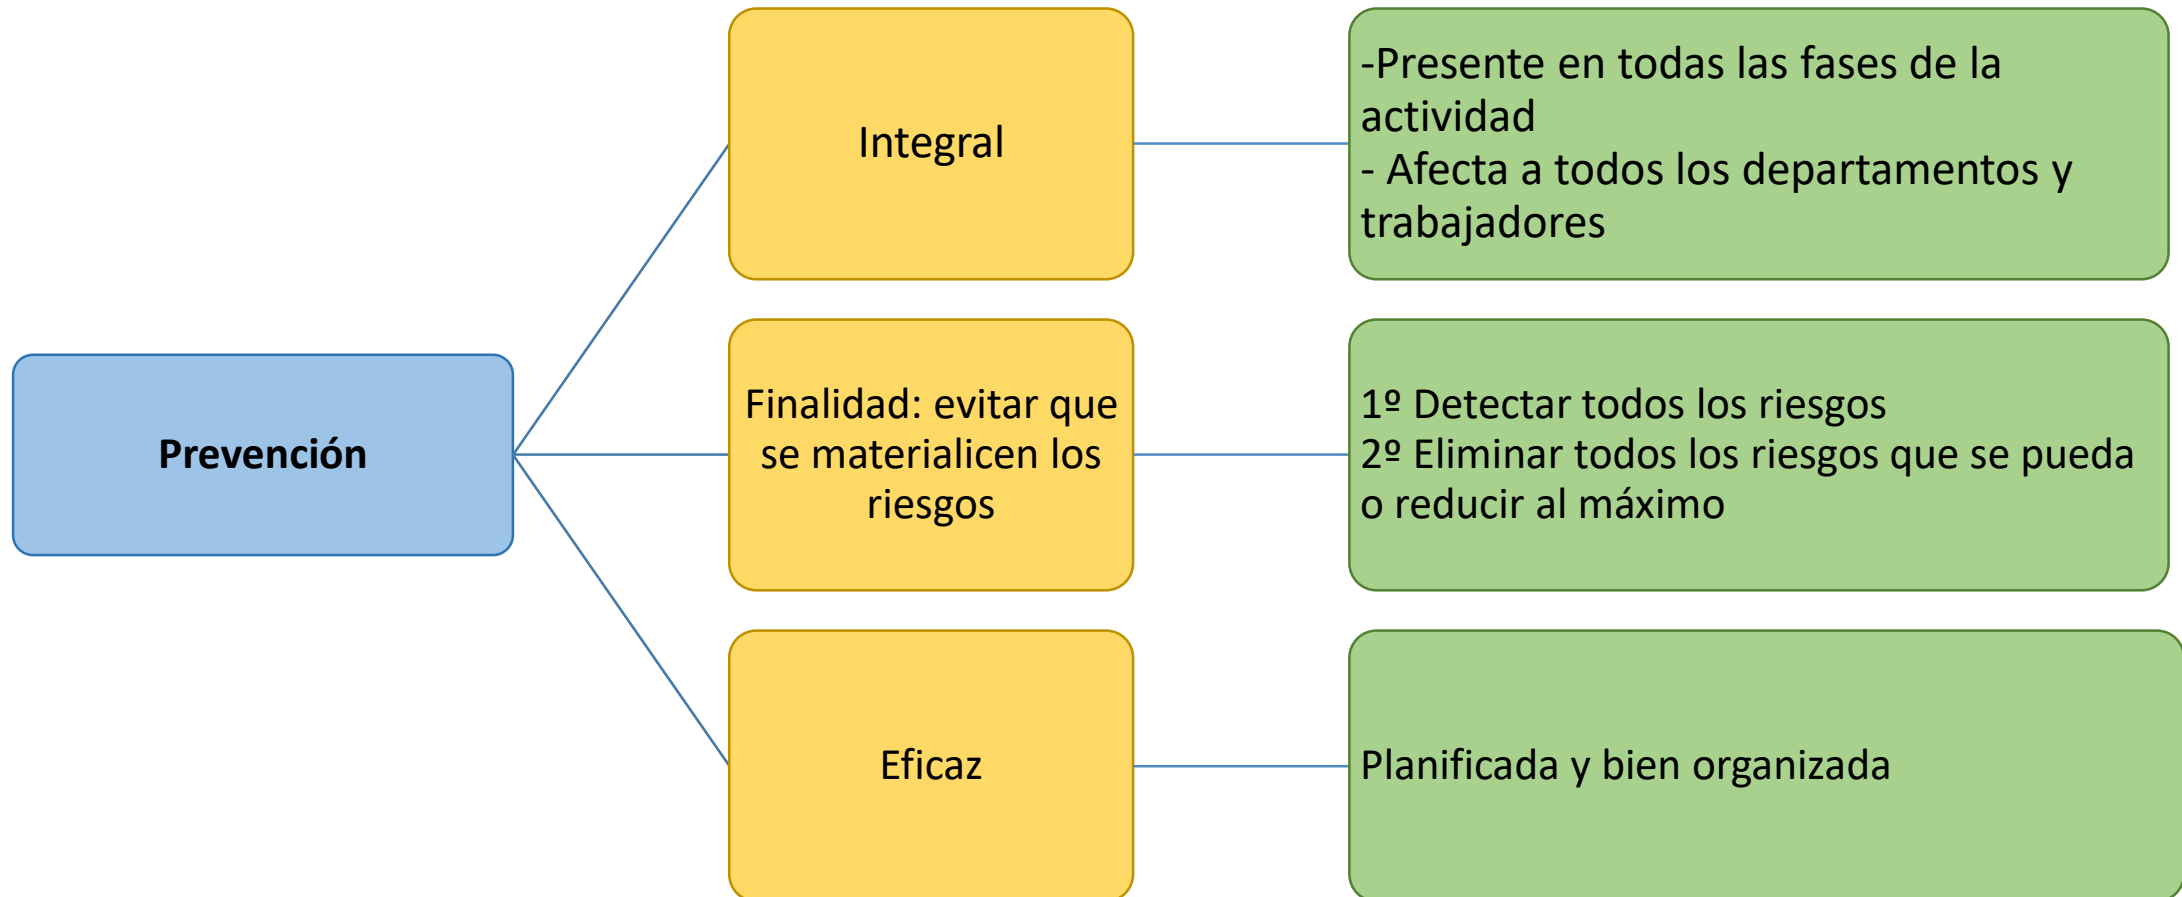 Integral
-Presente en todas las fases de la
actividad
- Afecta a todos los departamentos y
trabajadores
Prevención
Finalidad: evitar que
se materialicen los
riesgos
1º Detectar todos los riesgos
2º Eliminar todos los riesgos que se pueda
o reducir al máximo
Eficaz
Planificada y bien organizada